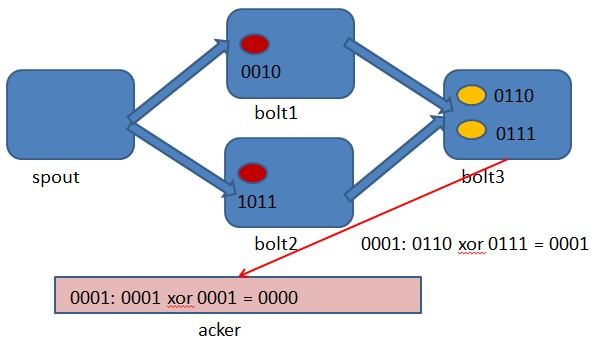 0010
bolt1
0110
0111
spout
bolt3
1011
bolt2
0001: 0110 xor 0111 = 0001
0001: 0001 xor 0001 = 0000
acker